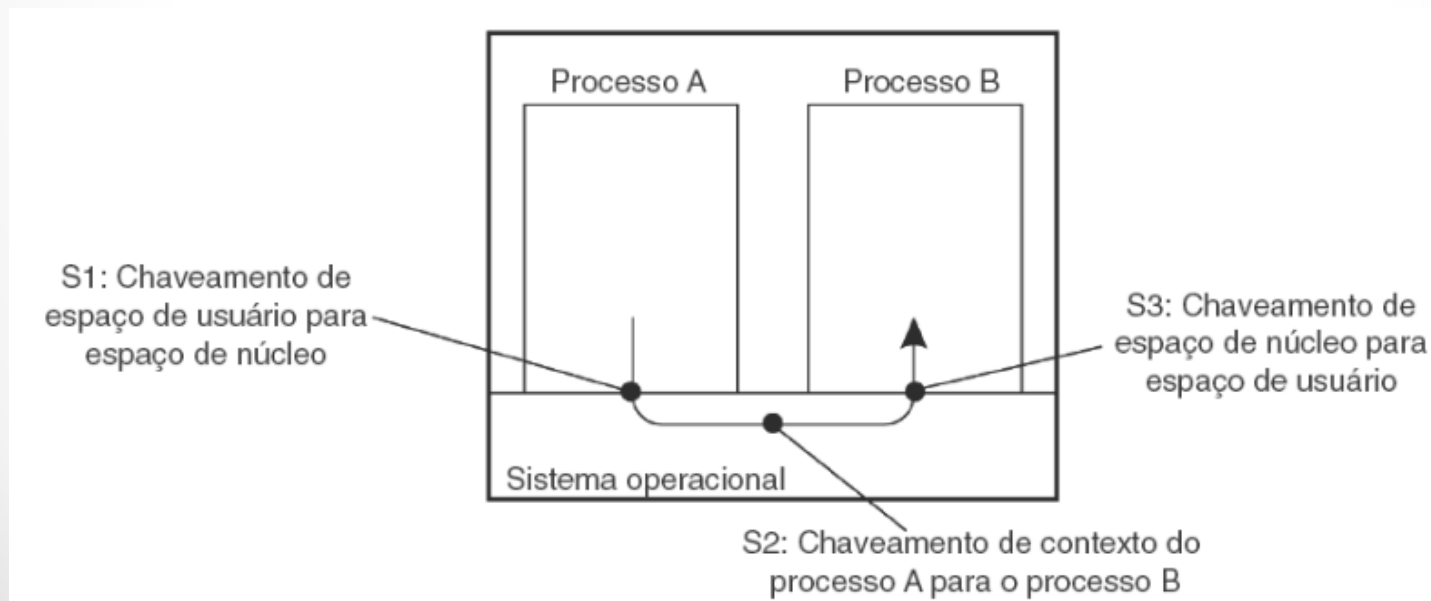 Processo A
Processo B
S1: Chaveamento de
espaço de usuário para
espaço de núcleo
S3: Chaveamento de
espaço de núcleo para
espaço de usuário
Sistema operacional
S2: Chaveamento de contexto do
processo A para o processo B